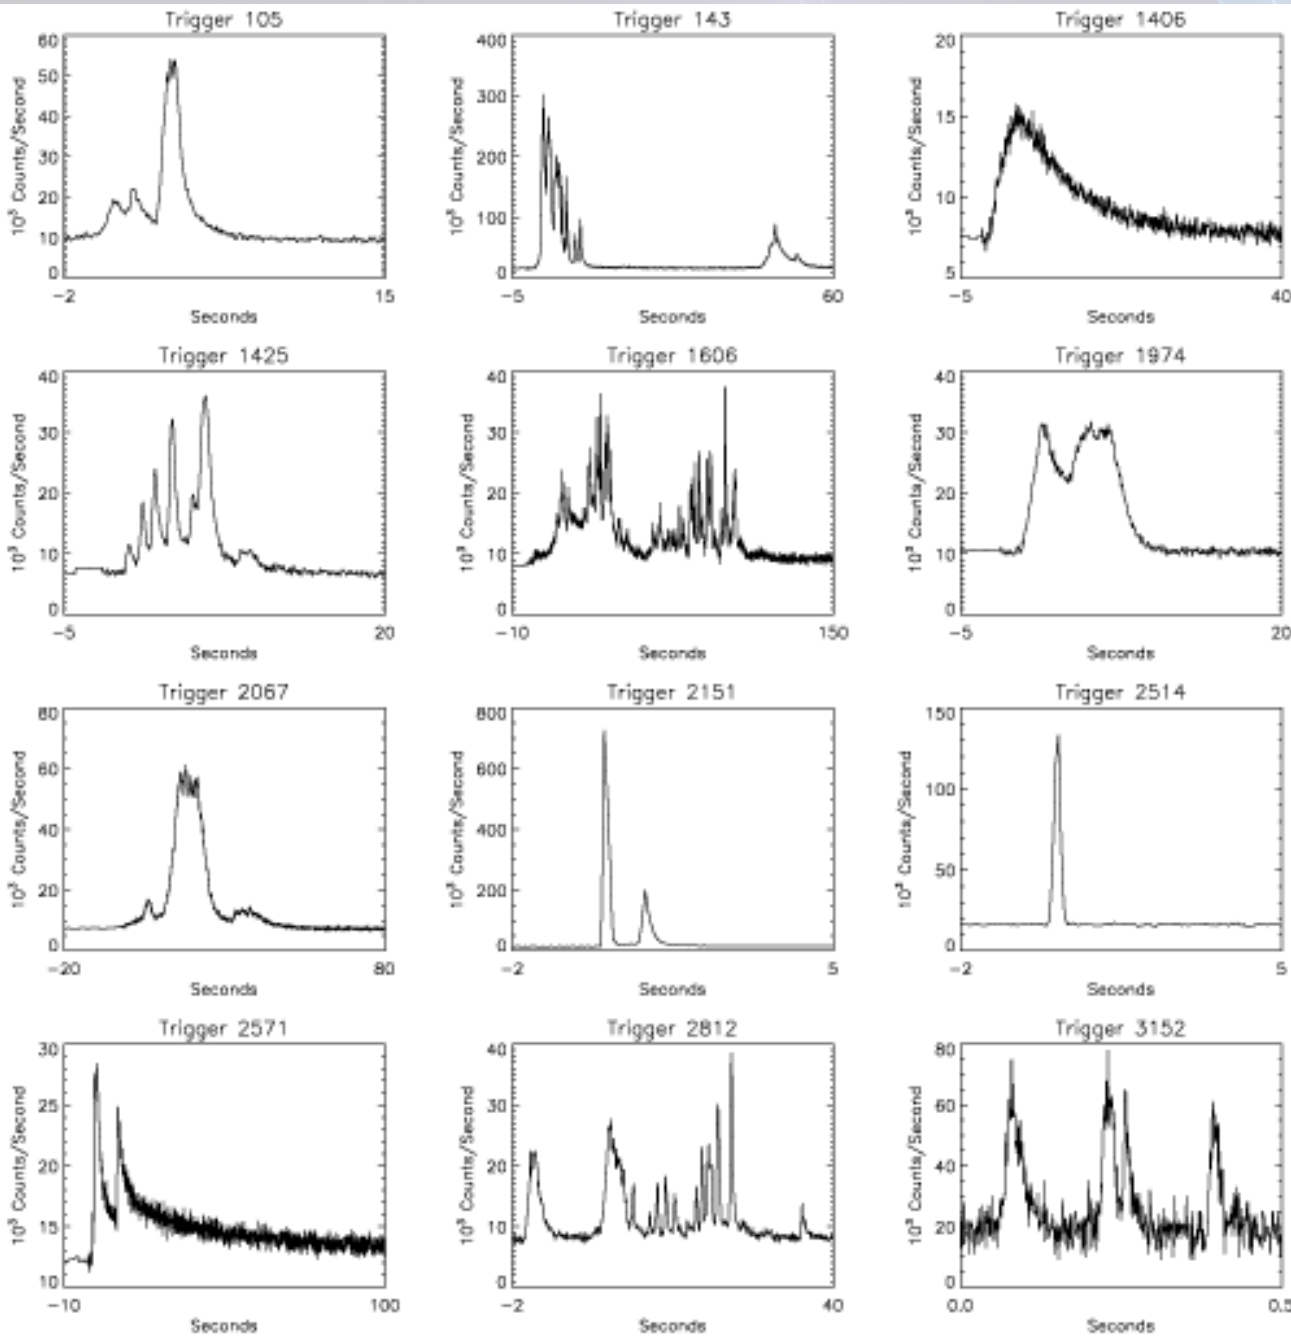 Trigger 105
Trigger 143
Trigger 1406
60
50
40
30
20
10
0
10³ Counts/Second
-2
15
Seconds
400
300
200
100
0
10³ Counts/Second
-5
60
Seconds
20
15
10
5
10³ Counts/Second
-5
40
Seconds
Trigger 1425
Trigger 1606
Trigger 1974
40
30
20
10
0
10³ Counts/Second
-5
20
Seconds
40
30
20
10
0
10³ Counts/Second
-10
150
Seconds
40
30
20
10
0
10³ Counts/Second
-5
20
Seconds
Trigger 2067
Trigger 2151
Trigger 2514
80
60
40
20
0
10³ Counts/Second
-20
80
Seconds
800
600
400
200
0
10³ Counts/Second
-2
5
Seconds
150
100
50
0
10³ Counts/Second
-2
5
Seconds
Trigger 2571
Trigger 2812
Trigger 3152
30
25
20
15
10
10³ Counts/Second
-10
100
Seconds
40
30
20
10
0
10³ Counts/Second
-2
40
Seconds
80
60
40
20
0
10³ Counts/Second
0.0
0.5
Seconds